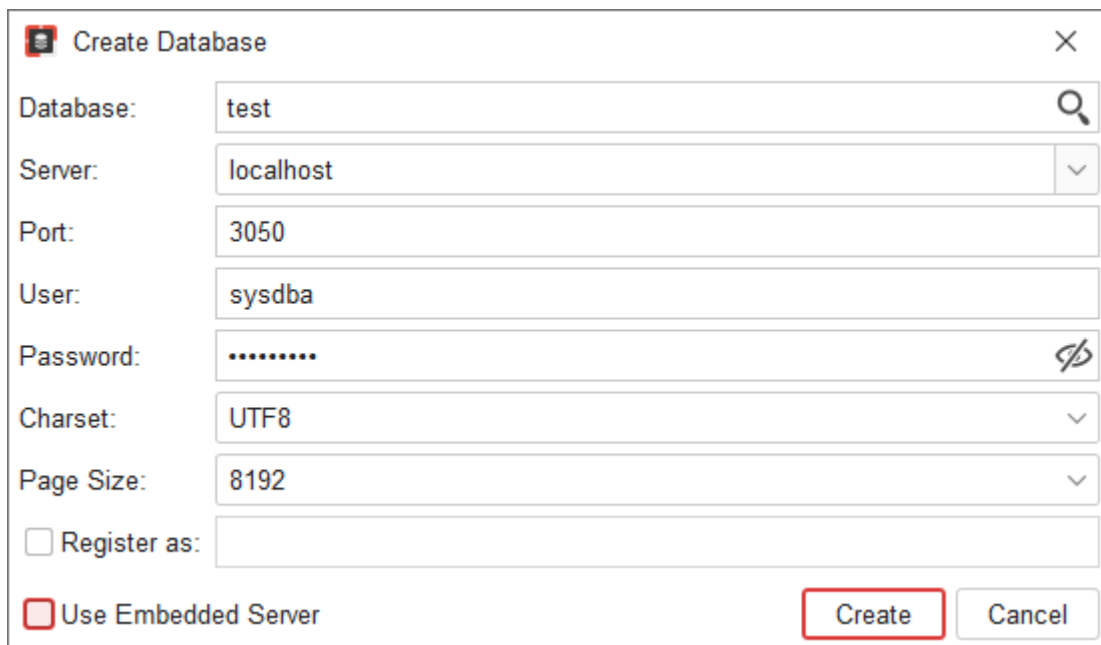 Create Database
Database: test
Server: localhost
Port: 3050
User: sysdba
Password: •••••••••
Charset: UTF8
Page Size: 8192
Register as:
Use Embedded Server Create Cancel